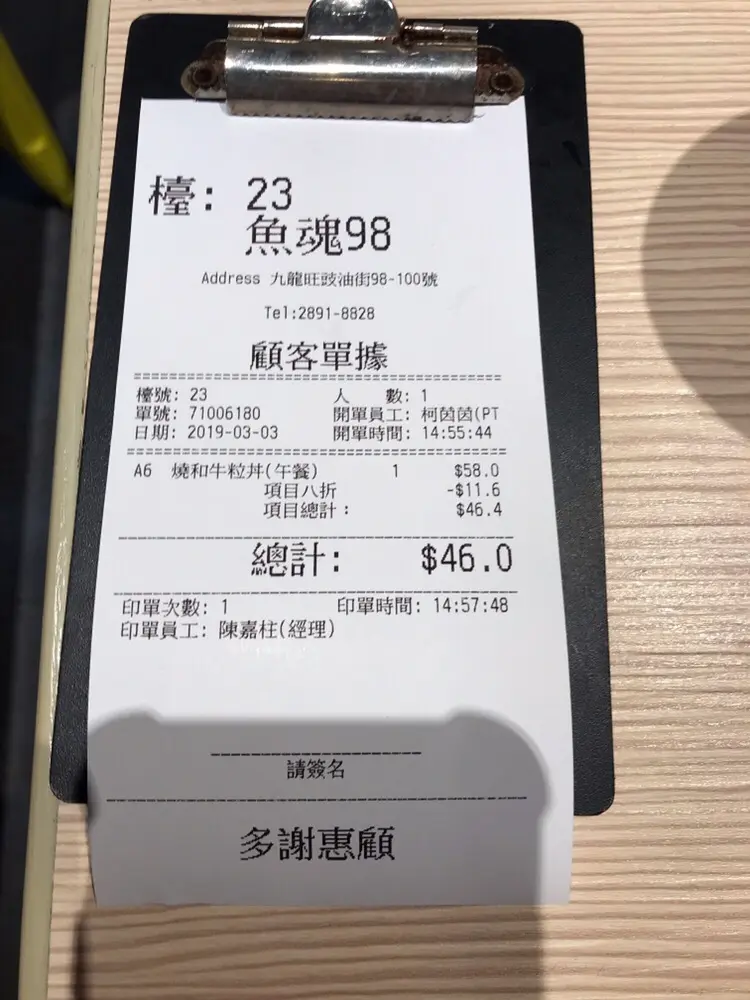 檯: 23
魚魂98
Address 九龍旺豉油街98-100號
Tel:2891-8828
顧客單據
檯號: 23 人 數: 1
單號: 71006180 開單員工: 柯茵茵(PT
日期: 2019-03-03 開單時間: 14:55:44
A6 燒和牛粒丼(午餐) 1 $58.0
項目八折 -$11.6
項目總計: $46.4
總計: $46.0
印單次數: 1 印單時間: 14:57:48
印單員工: 陳嘉柱(經理)
請簽名
多謝惠顧